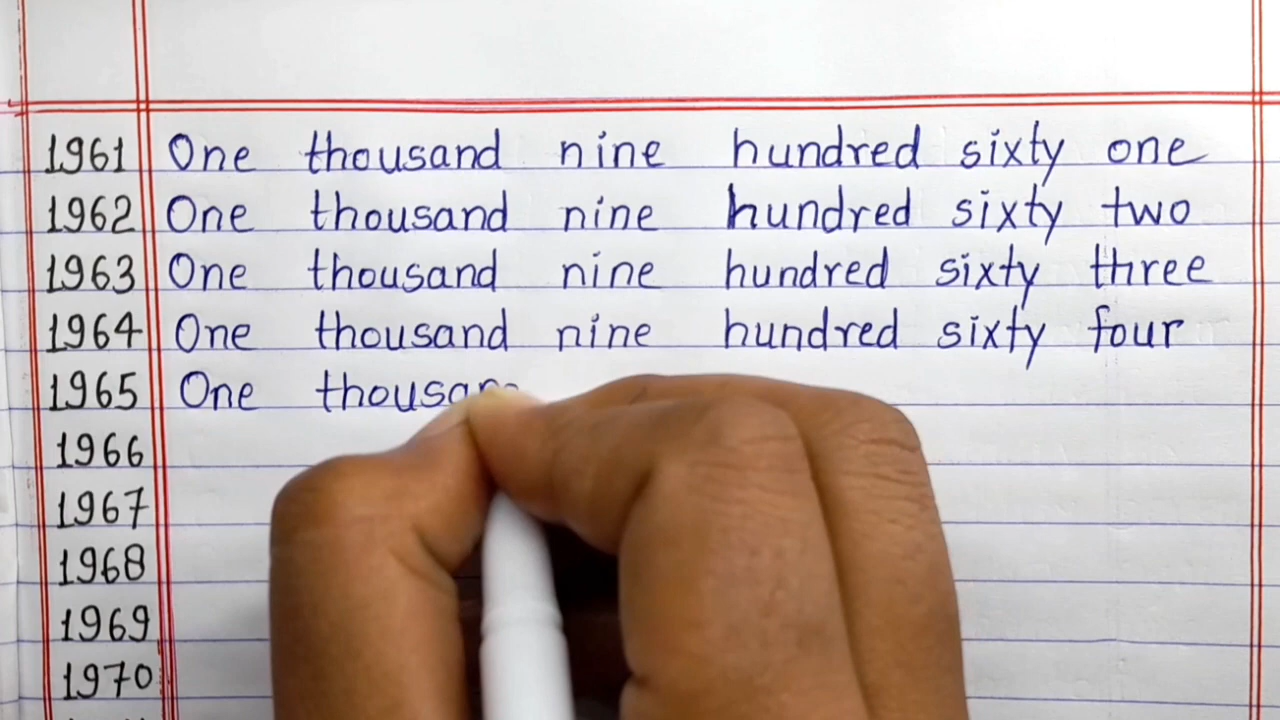 1961 One thousand nine hundred sixty one
1962 One thousand nine hundred sixty two
1963 One thousand nine hundred sixty three
1964 One thousand nine hundred sixty four
1965 One
1966
1967
1968
1969
1970